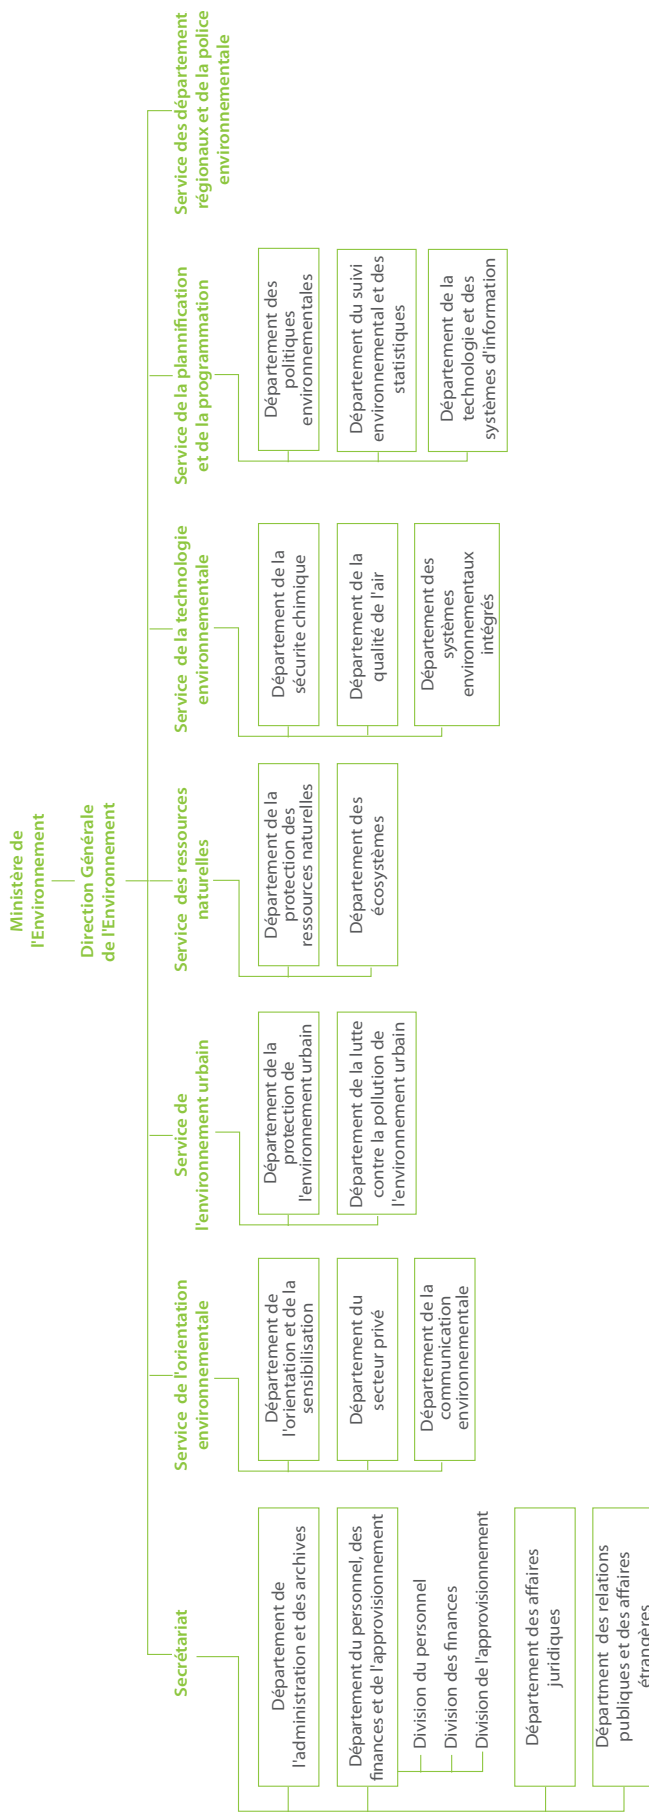 Ministère de
l'Environnement
Direction Générale
de l'Environnement
Secrétariat
Département de
l'administration et des archives
Département du personnel, des
finances et de l'approvisionnement
Division du personnel
Division des finances
Division de l'approvisionnement
Département des affaires
juridiques
Départment des relations
publiques et des affaires
étrangères
Service de l'orientation
environnementale
Département de
l'orientation et de la
sensibilisation
Département du
secteur privé
Département de la
communication
environnementale
Service de
l'environnement urbain
Département de la
protection de
l'environnement urbain
Département de la lutte
contre la pollution de
l'environnement urbain
Service des ressources
naturelles
Département de la
protection des
ressources naturelles
Département des
écosystèmes
Service de la technologie
environnementale
Département de la
sécurite chimique
Département de la
qualité de l'air
Département des
systèmes
environnementaux
intégrés
Service de la plannification
et de la programmation
Département des
politiques
environnementales
Département du suivi
environnemental et des
statistiques
Département de la
technologie et des
systèmes d'information
Service des département
régionaux et de la police
environnementale